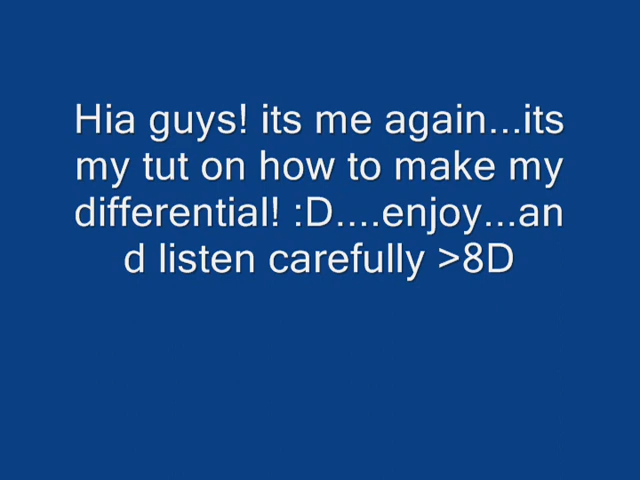 Hia guys! its me again...its
my tut on how to make my
differential! :D....enjoy...an
d listen carefully >8D